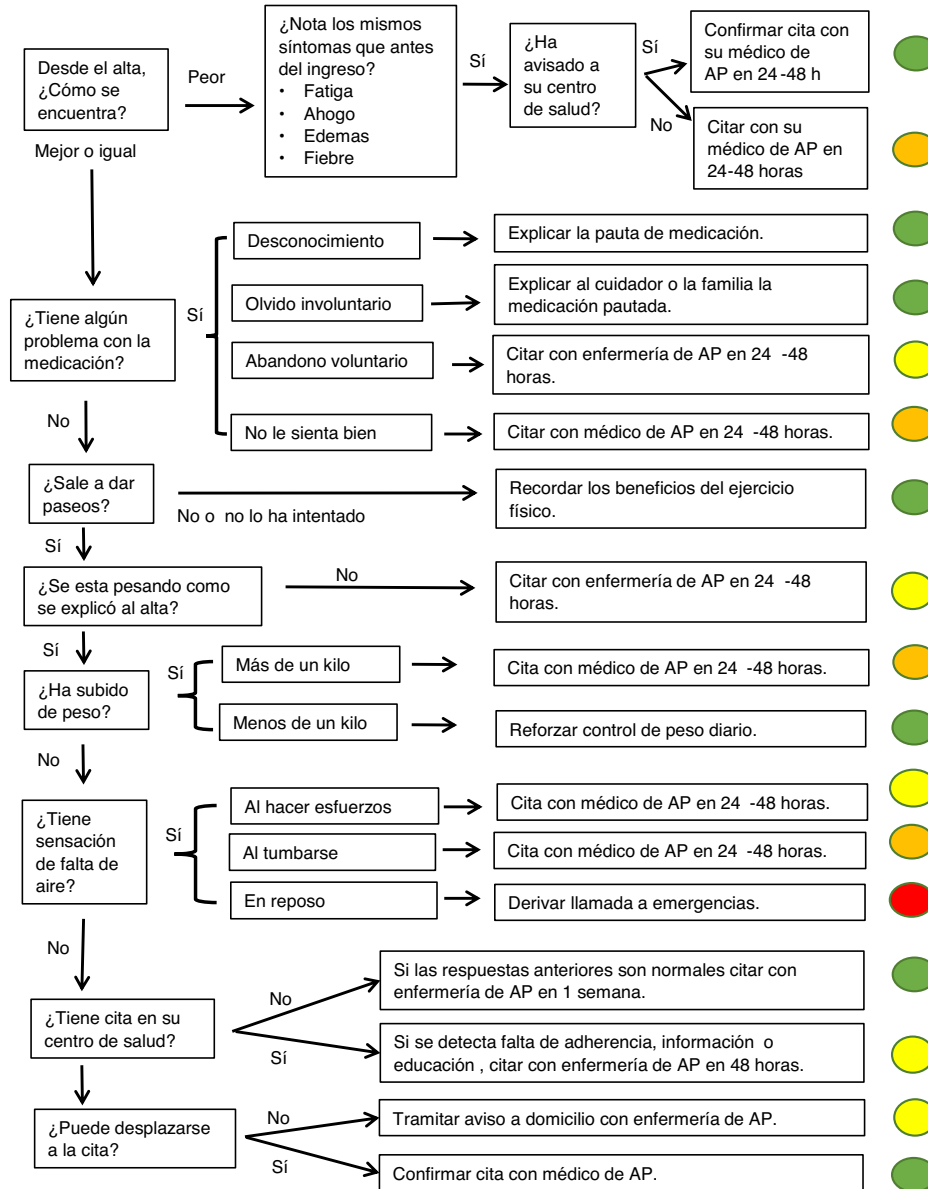 Desde el alta,
¿Cómo se
encuentra?
Peor
¿Nota los mismos
síntomas que antes
del ingreso?
• Fatiga
• Ahogo
• Edemas
• Fiebre
Sí
¿Ha
avisado a
su centro
de salud?
Sí
Confirmar cita con
su médico de
AP en 24 -48 h
No
Citar con su
médico de AP en
24-48 horas
Mejor o igual
¿Tiene algún
problema con la
medicación?
Sí
Desconocimiento
Explicar la pauta de medicación.
Olvido involuntario
Explicar al cuidador o la familia la
medicación pautada.
Abandono voluntario
Citar con enfermería de AP en 24 -48
horas.
No le sienta bien
Citar con médico de AP en 24 -48 horas.
No
¿Sale a dar
paseos?
No o no lo ha intentado
Recordar los beneficios del ejercicio
físico.
Sí
¿Se esta pesando como
se explicó al alta?
No
Citar con enfermería de AP en 24 -48
horas.
Sí
¿Ha subido
de peso?
Sí
Más de un kilo
Cita con médico de AP en 24 -48 horas.
Menos de un kilo
Reforzar control de peso diario.
No
¿Tiene
sensación
de falta de
aire?
Sí
Al hacer esfuerzos
Cita con médico de AP en 24 -48 horas.
Al tumbarse
Cita con médico de AP en 24 -48 horas.
En reposo
Derivar llamada a emergencias.
No
¿Tiene cita en su
centro de salud?
No
Si las respuestas anteriores son normales citar con
enfermería de AP en 1 semana.
Sí
Si se detecta falta de adherencia, información o
educación , citar con enfermería de AP en 48 horas.
¿Puede desplazarse
a la cita?
No
Tramitar aviso a domicilio con enfermería de AP.
Sí
Confirmar cita con médico de AP.